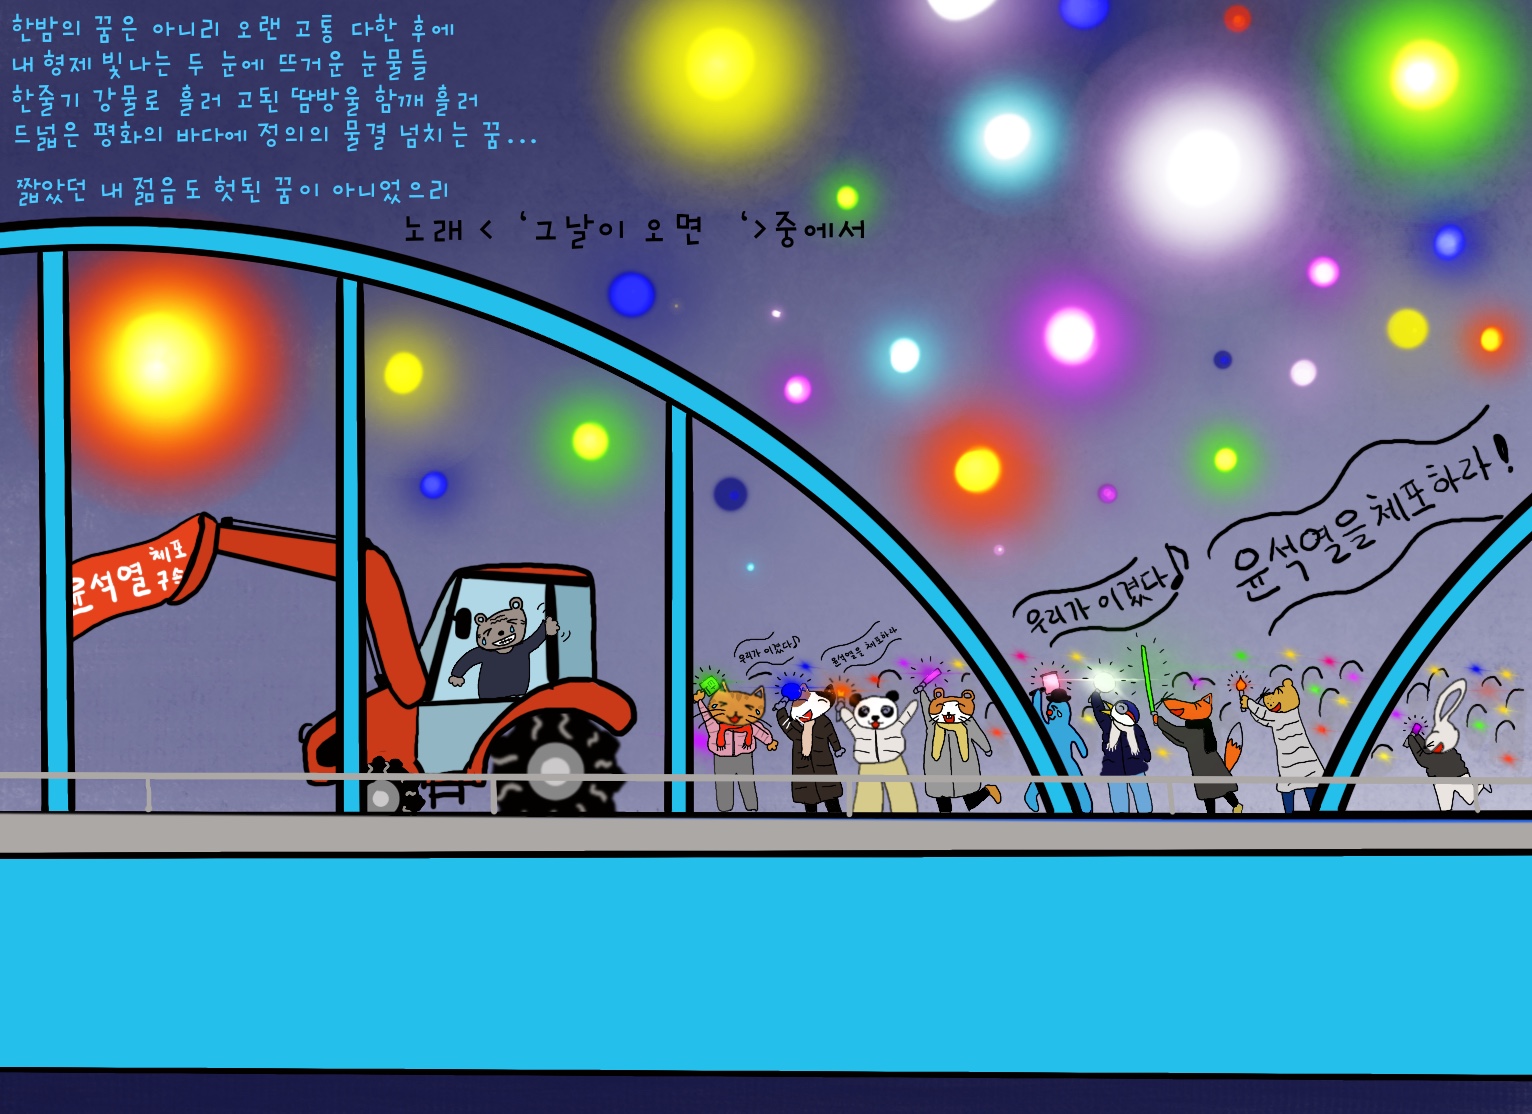 한밤의 꿈은 아니리 오랜 고통 다한 후에
내 형제 빛나는 두 눈에 뜨거운 눈물들
한줄기 강물로 흘러 고된 땀방울 함께 흘러
드넓은 평화의 바다에 정의의 물결 넘치는 꿈...
짧았던 내 젊음도 헛된 꿈이 아니었으리
노래 < ‘그날이 오면 ‘>중에서
윤석열을 체포하라!
우리가 이겼다♪
윤석열 체포
구속
우리가 이겼다♪
윤석열을 체포하라